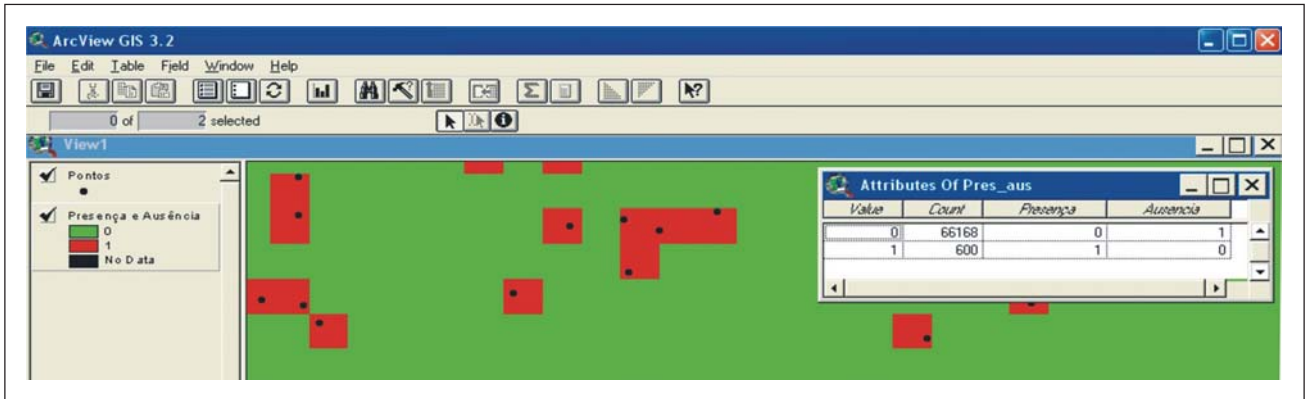 ArcView GIS 3.2
File Edit Table Field Window Help
0 of 2 selected
View1
Pontos
Presença e Ausência
0
1
No Data
Attributes Of Pres_aus
Value Count Presença Ausencia
0 66168 0 1
1 600 1 0